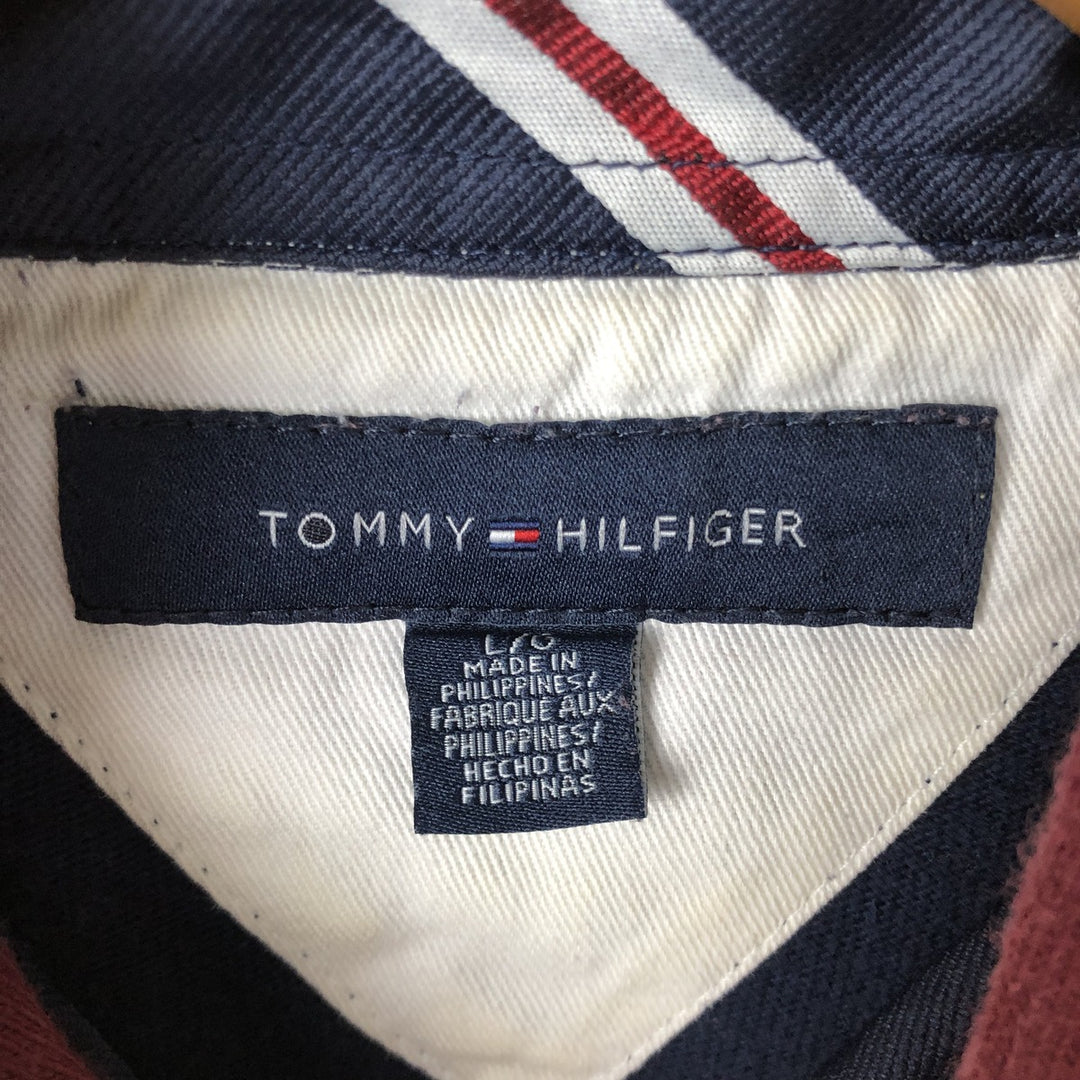 TOMMY HILFIGER
L/G
MADE IN
PHILIPPINES/
FABRIQUE AUX
PHILIPPINES/
HECHO EN
FILIPINAS